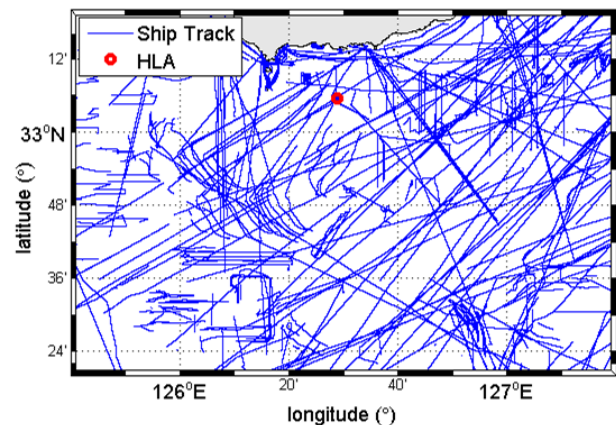 Ship Track
HLA
12'
33°N
48'
36'
24'
latitude (°)
126°E
20'
40'
127°E
longitude (°)